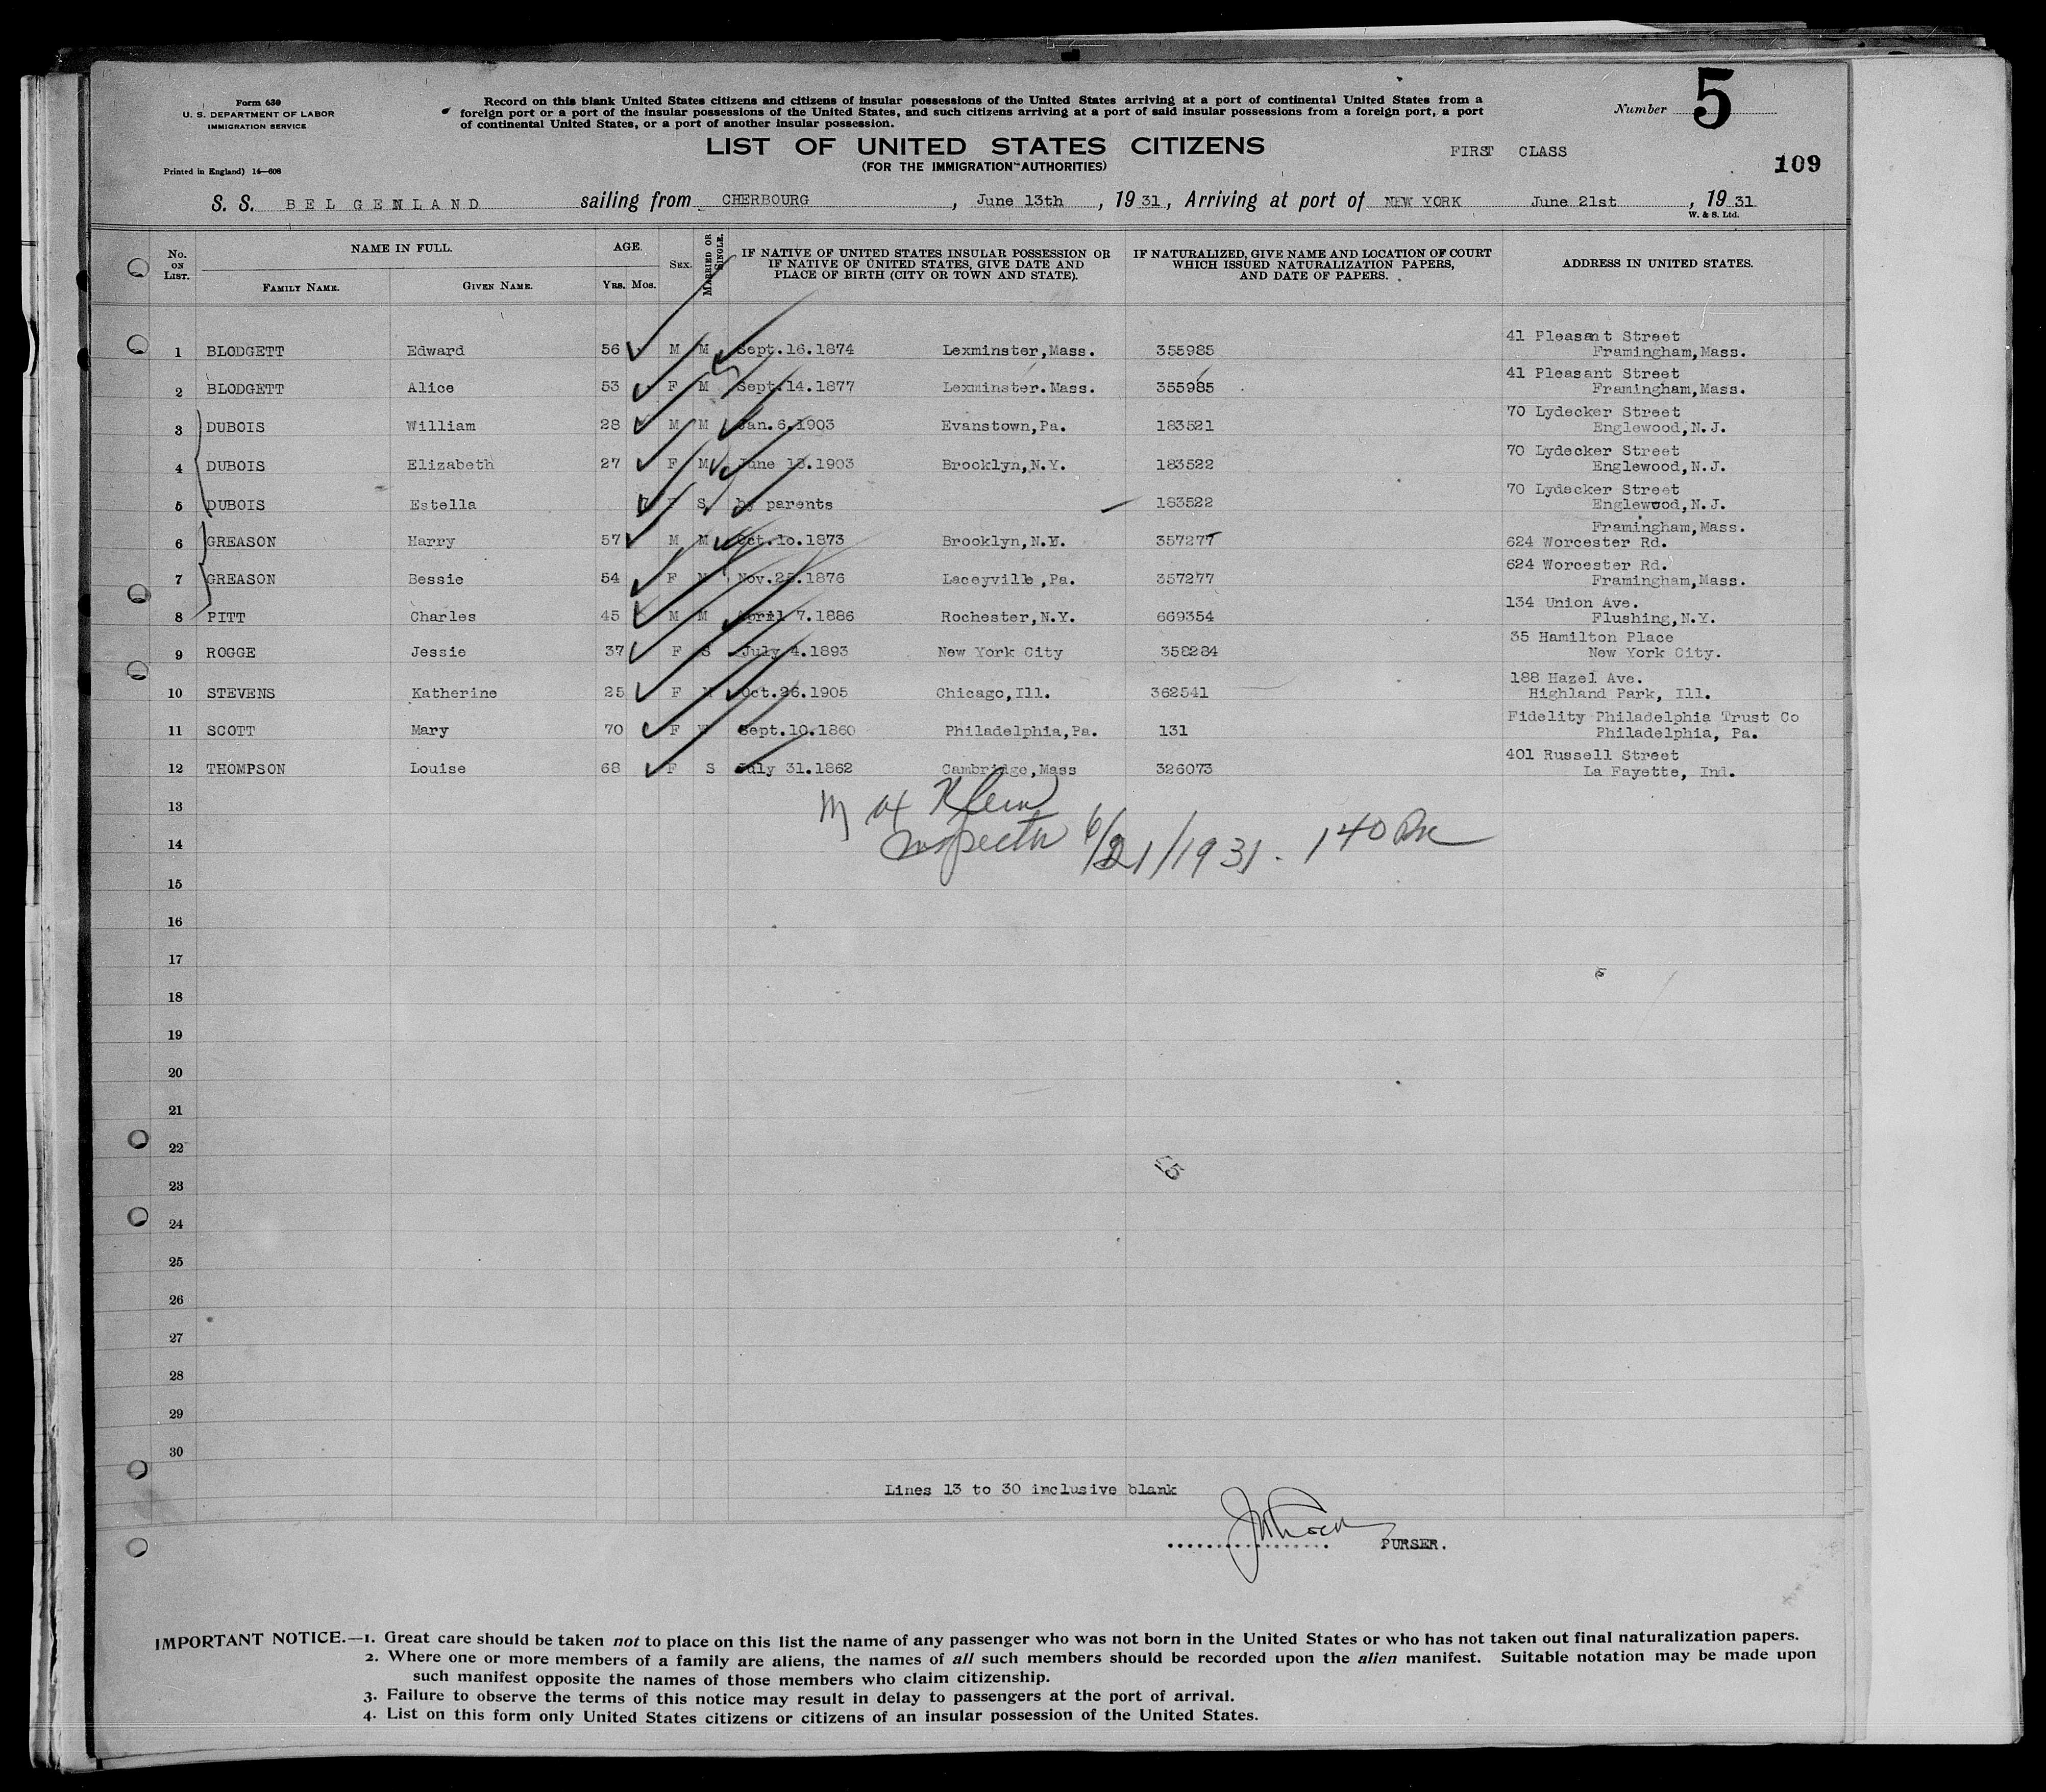 Form 630
U. S. DEPARTMENT OF LABOR
IMMIGRATION SERVICE
Printed in England) 14—608
Record on this blank United States citizens and citizens of insular possessions of the United States arriving at a port of continental United States from a
foreign port or a port of the insular possessions of the United States, and such citizens arriving at a port of said insular possessions from a foreign port, a port
of continental United States, or a port of another insular possession.
Number 5
LIST OF UNITED STATES CITIZENS
(FOR THE IMMIGRATION AUTHORITIES)
FIRST CLASS
109
S. S. BELGENLAND sailing from CHERBOURG, June 13th, 1931, Arriving at port of NEW YORK June 21st, 1931
W. & S. Ltd.
No. ON LIST. NAME IN FULL. FAMILY NAME. GIVEN NAME. AGE. YRS. MOS. SEX. MARRIED OR SINGLE. IF NATIVE OF UNITED STATES INSULAR POSSESSION OR IF NATIVE OF UNITED STATES, GIVE DATE AND PLACE OF BIRTH (CITY OR TOWN AND STATE). IF NATURALIZED, GIVE NAME AND LOCATION OF COURT WHICH ISSUED NATURALIZATION PAPERS, AND DATE OF PAPERS. ADDRESS IN UNITED STATES.
1 BLODGETT Edward 56 M M Sept.16.1874 Lexminster,Mass. 355985 41 Pleasant Street Framingham,Mass.
2 BLODGETT Alice 53 F M Sept.14.1877 Lexminster.Mass. 355985 41 Pleasant Street Framingham,Mass.
3 DUBOIS William 28 M M Jan.6.1903 Evanstown,Pa. 183521 70 Lydecker Street Englewood,N.J.
4 DUBOIS Elizabeth 27 F M June 1903 Brooklyn,N.Y. 183522 70 Lydecker Street Englewood,N.J.
5 DUBOIS Estella F S by parents 183522 70 Lydecker Street Englewood,N.J.
6 GREASON Harry 57 M M Oct.10.1873 Brooklyn,N.Y. 357277 Framingham,Mass. 624 Worcester Rd.
7 GREASON Bessie 54 F M Nov.25.1876 Laceyville,Pa. 357277 624 Worcester Rd. Framingham,Mass.
8 PITT Charles 45 M M April 7.1886 Rochester,N.Y. 669354 134 Union Ave. Flushing,N.Y.
9 ROGGE Jessie 37 F S July 4.1893 New York City 358284 35 Hamilton Place New York City.
10 STEVENS Katherine 25 F M Oct.26.1905 Chicago,Ill. 362541 188 Hazel Ave. Highland Park, Ill.
11 SCOTT Mary 70 F Sept.10.1860 Philadelphia,Pa. 131 Fidelity Philadelphia Trust Co Philadelphia, Pa.
12 THOMPSON Louise 68 F S July 31.1862 Cambridge,Mass 326073 401 Russell Street La Fayette, Ind.
13
M H Klein
14
Inspector 6/21/1931. 140
15
16
17
18
19
20
21
22
23
24
25
26
27
28
29
30
Lines 13 to 30 inclusive blank
PURSER.
IMPORTANT NOTICE.—1. Great care should be taken not to place on this list the name of any passenger who was not born in the United States or who has not taken out final naturalization papers.
2. Where one or more members of a family are aliens, the names of all such members should be recorded upon the alien manifest. Suitable notation may be made upon
such manifest opposite the names of those members who claim citizenship.
3. Failure to observe the terms of this notice may result in delay to passengers at the port of arrival.
4. List on this form only United States citizens or citizens of an insular possession of the United States.